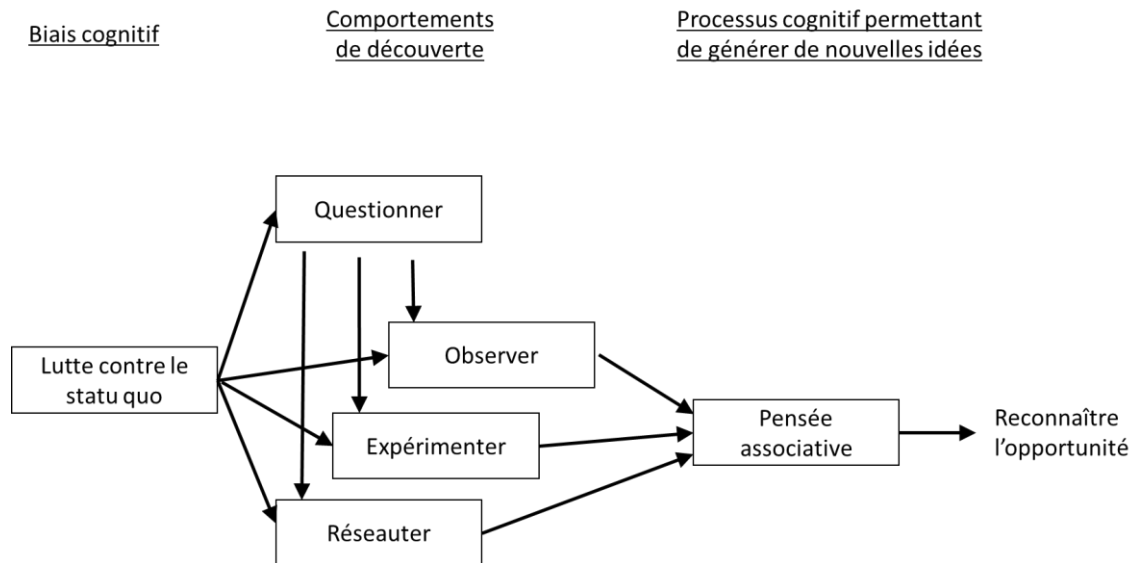 Biais cognitif
Comportements
de découverte
Processus cognitif permettant
de générer de nouvelles idées
Questionner
Lutte contre le
statu quo
Observer
Expérimenter
Réseauter
Pensée
associative
Reconnaître
l’opportunité